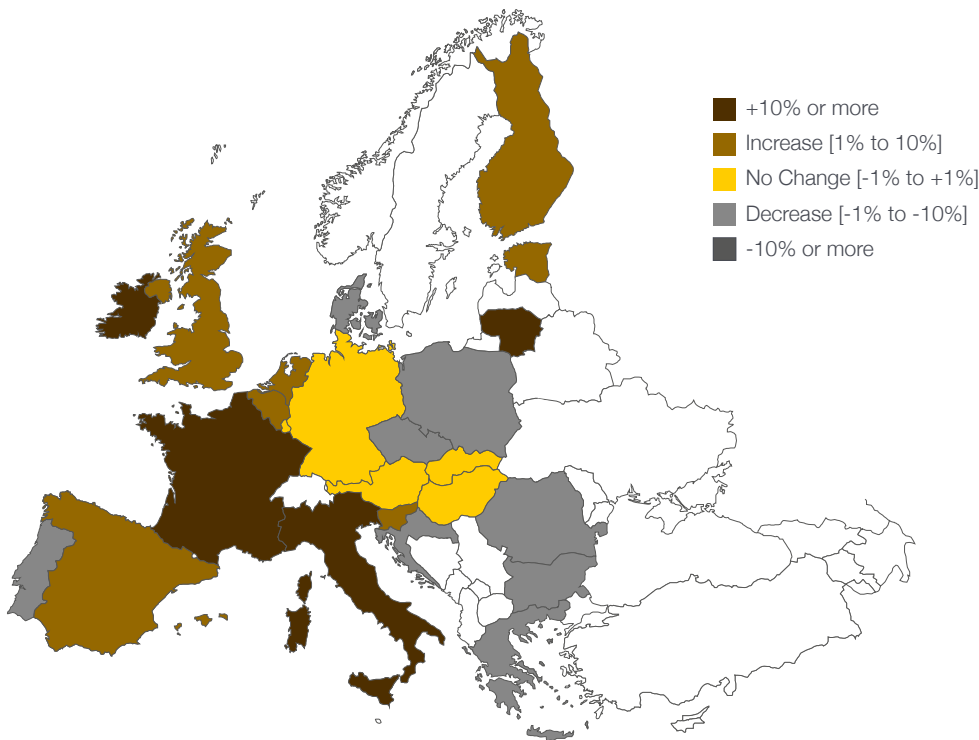 +10% or more
Increase [1% to 10%]
No Change [-1% to +1%]
Decrease [-1% to -10%]
-10% or more